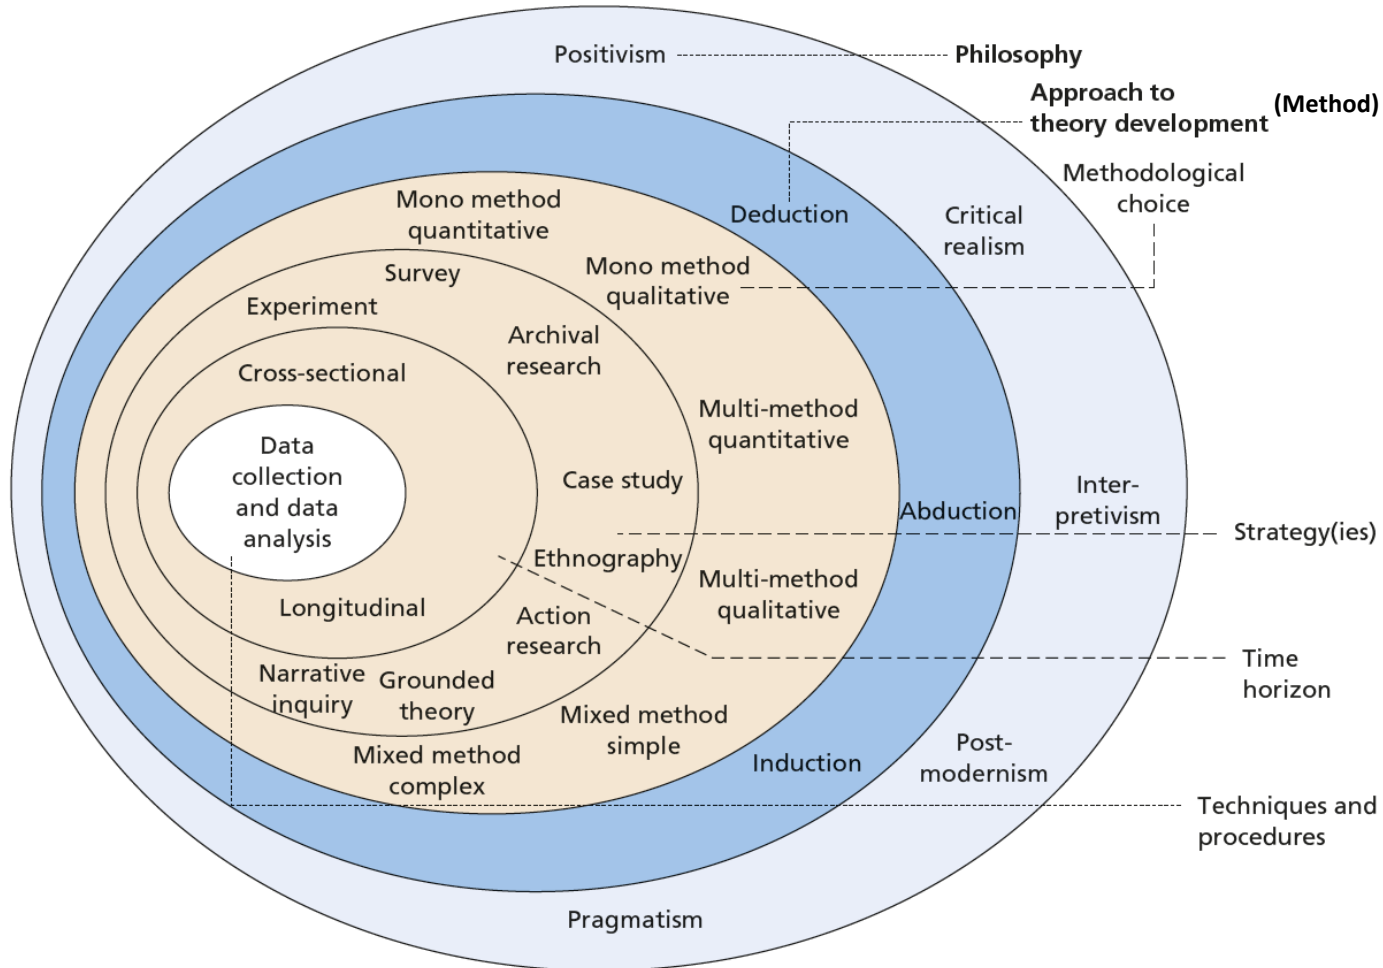 Positivism
Philosophy
Approach to
theory development
(Method)
Methodological
choice
Mono method
quantitative
Deduction
Critical
realism
Survey
Mono method
qualitative
Experiment
Archival
research
Cross-sectional
Multi-method
quantitative
Data
collection
and data
analysis
Case study
Abduction
Inter-
pretivism
Strategy(ies)
Ethnography
Multi-method
qualitative
Longitudinal
Action
research
Time
horizon
Narrative
inquiry
Grounded
theory
Mixed method
simple
Mixed method
complex
Induction
Post-
modernism
Techniques and
procedures
Pragmatism